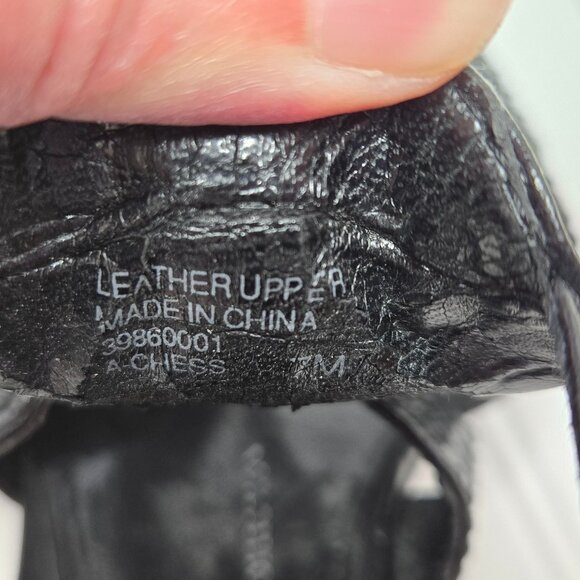 LEATHER UPPER
MADE IN CHINA
39860001
A-CHESS 7M